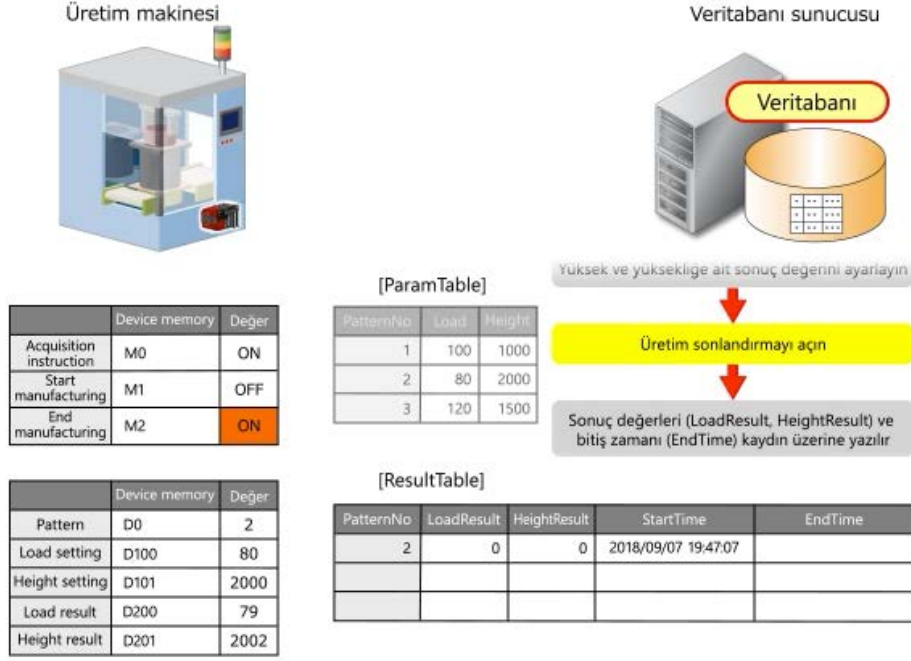 Üretim makinesi
Veritabanı sunucusu
Veritabanı
Yüksek ve yüksekliğe ait sonuç değerini ayarlayın
Üretim sonlandırmayı açın
Sonuç değerleri (LoadResult, HeightResult) ve
bitiş zamanı (EndTime) kaydın üzerine yazılır
Device memory Değer
Acquisition
instruction M0 ON
Start
manufacturing M1 OFF
End
manufacturing M2 ON
[ParamTable]
PatternNo Load Height
1 100 1000
2 80 2000
3 120 1500
Device memory Değer
Pattern D0 2
Load setting D100 80
Height setting D101 2000
Load result D200 79
Height result D201 2002
[ResultTable]
PatternNo LoadResult HeightResult StartTime EndTime
2 0 0 2018/09/07 19:47:07